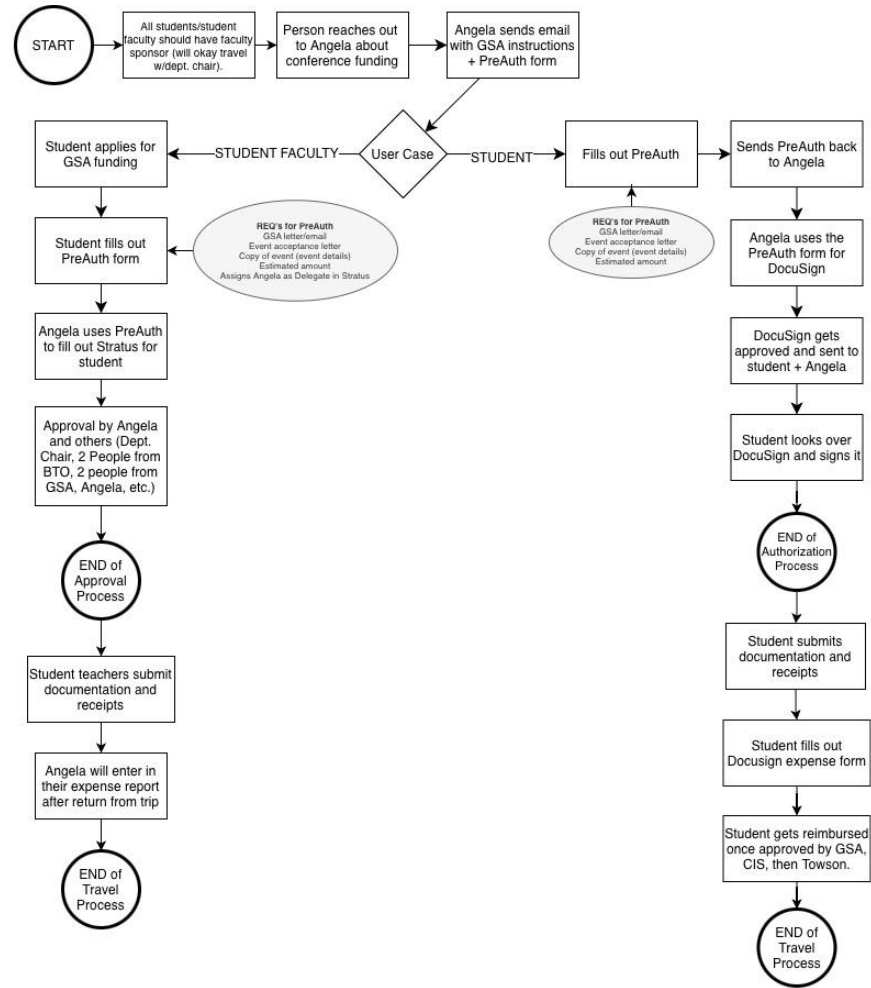 START
All students/student
faculty should have faculty
sponsor (will okay travel
w/dept. chair).
Person reaches out
to Angela about
conference funding
Angela sends email
with GSA instructions
+ PreAuth form
User Case
STUDENT FACULTY
STUDENT
Student applies for
GSA funding
Student fills out
PreAuth form
REQ's for PreAuth
GSA letter/email
Event acceptance letter
Copy of event (event details)
Estimated amount
Assigns Angela as Delegate in Stratus
Angela uses PreAuth
to fill out Stratus for
student
Approval by Angela
and others (Dept.
Chair, 2 People from
BTO, 2 people from
GSA, Angela, etc.)
END of
Approval
Process
Student teachers submit
documentation and
receipts
Angela will enter in
their expense report
after return from trip
END of
Travel
Process
Fills out PreAuth
REQ's for PreAuth
GSA letter/email
Event acceptance letter
Copy of event (event details)
Estimated amount
Sends PreAuth back
to Angela
Angela uses the
PreAuth form for
DocuSign
DocuSign gets
approved and sent to
student + Angela
Student looks over
DocuSign and signs it
END of
Authorization
Process
Student submits
documentation and
receipts
Student fills out
Docusign expense form
Student gets reimbursed
once approved by GSA,
CIS, then Towson.
END of
Travel
Process